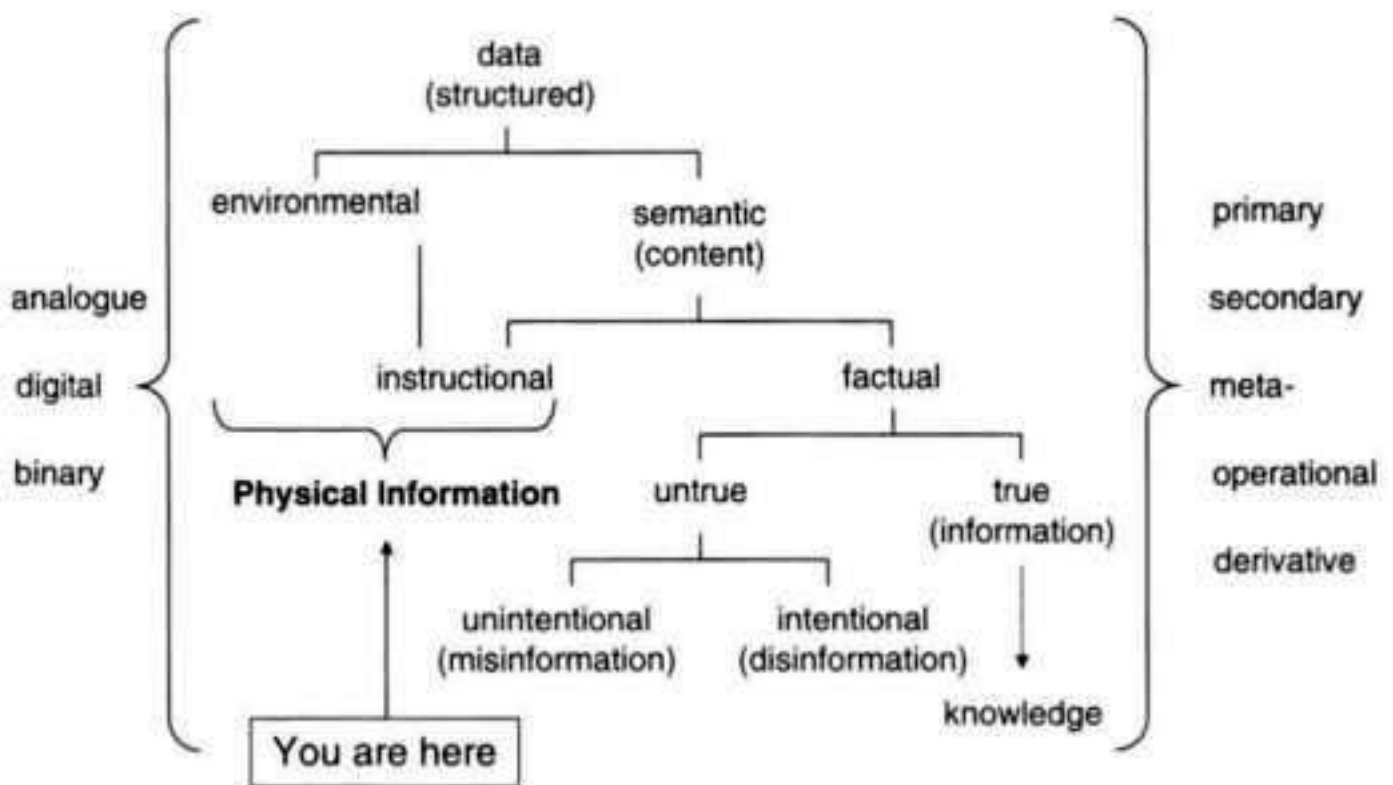 data
(structured)
environmental
semantic
(content)
primary
analogue
secondary
instructional
factual
digital
meta-
binary
Physical Information
untrue
true
(information)
operational
derivative
unintentional
(misinformation)
intentional
(disinformation)
knowledge
You are here